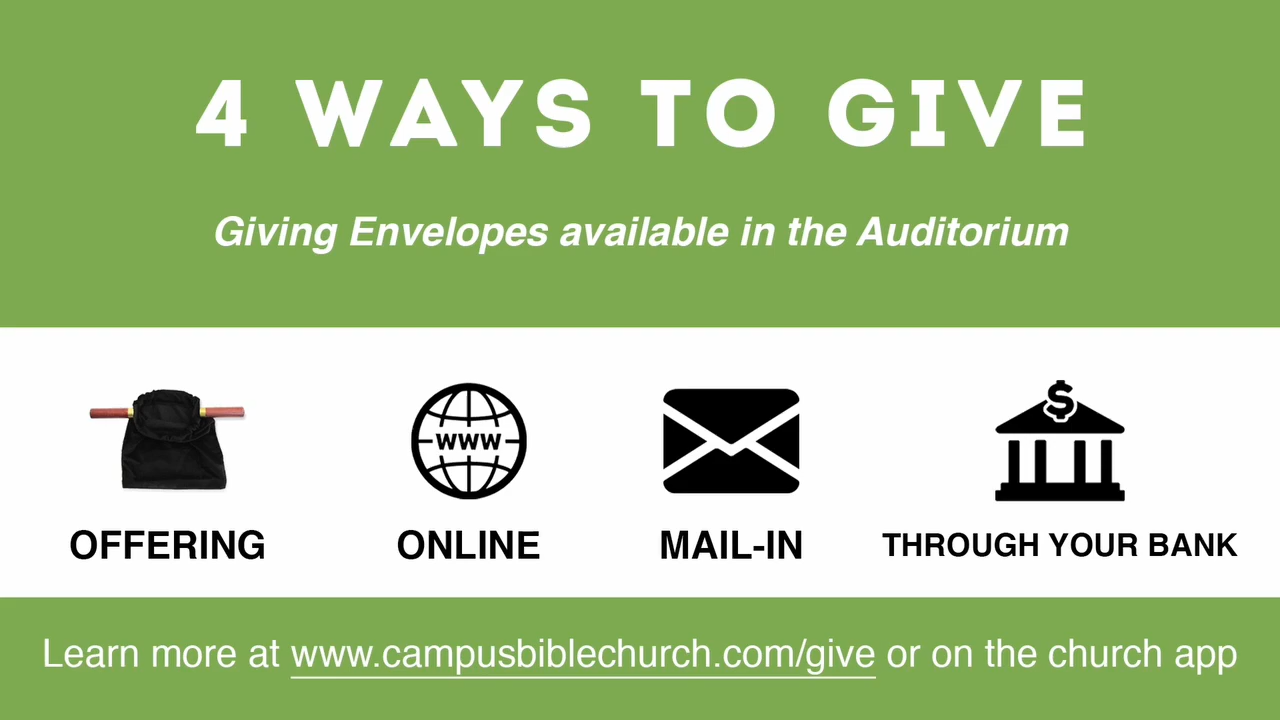 4 WAYS TO GIVE
Giving Envelopes available in the Auditorium
WWW
OFFERING
ONLINE
MAIL-IN
THROUGH YOUR BANK
Learn more at www.campusbiblechurch.com/give or on the church app